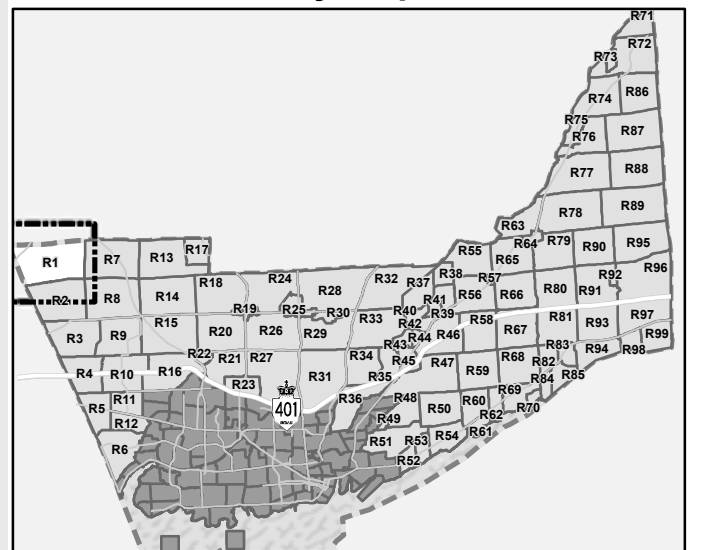 R71
R72
R73
R74 R86
R75
R76 R87
R77 R88
R78 R89
R63
R64 R79 R90 R95
R55 R65
R17
R1 R7 R13
R38 R57 R92 R96
R18 R24 R32 R37
R28 R56 R66 R80 R91
R2 R8 R14 R41
R19 R25 R30 R40 R39
R15 R33 R42 R58 R81 R93 R97
R3 R9 R20 R26 R29 R44 R46 R67 R99
R43 R83 R94 R98
R22 R21 R27 R34 R45 R47 R68 R82
R4 R10 R16 R31 R35 R59 R84 R85
R23 R69
R11 R36 R48 R60 R70
R5 401 R50 R62
R12 R49 R61
R6 R51 R53 R54
R52